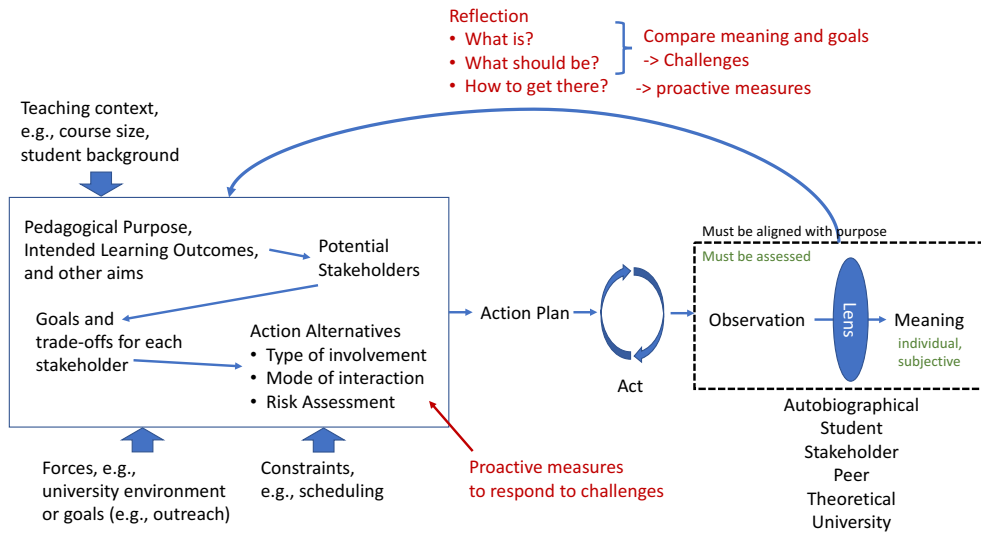 Reflection
• What is?
• What should be?
• How to get there?
Compare meaning and goals
-> Challenges
-> proactive measures
Teaching context,
e.g., course size,
student background
Pedagogical Purpose,
Intended Learning Outcomes,
and other aims
Potential
Stakeholders
Goals and
trade-offs for each
stakeholder
Action Alternatives
• Type of involvement
• Mode of interaction
• Risk Assessment
Action Plan
Act
Must be aligned with purpose
Must be assessed
Observation
Lens
Meaning
individual,
subjective
Autobiographical
Student
Stakeholder
Peer
Theoretical
University
Forces, e.g.,
university environment
or goals (e.g., outreach)
Constraints,
e.g., scheduling
Proactive measures
to respond to challenges